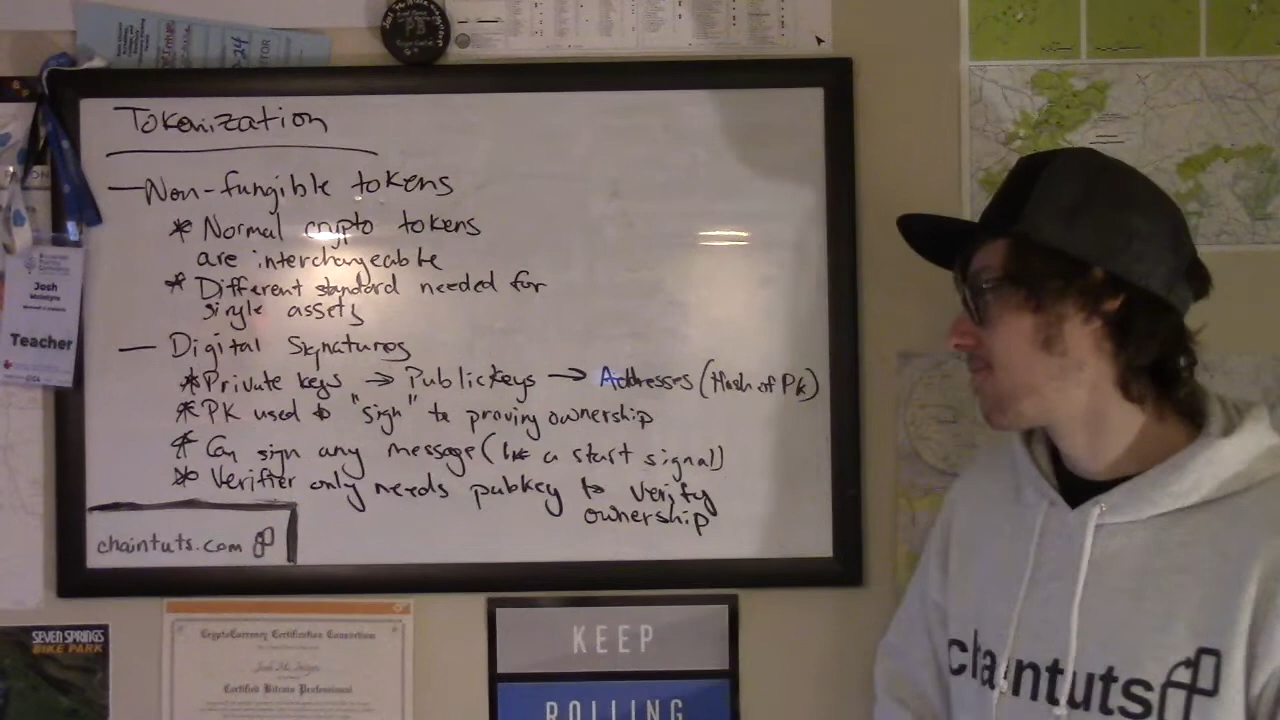 Tokenization
— Non-fungible tokens
* Normal crypto tokens
are interchangeable
* Different standard needed for
single assets
— Digital Signatures
* Private keys → Public Keys → Addresses (Hash of PK)
* PK used to "sign" to proving ownership
* Can sign any message (like a start signal)
* Verifier only needs pubkey to verify
ownership
chaintuts.com
Josh
McIntyre
Teacher
SEVEN SPRINGS
BIKE PARK
CryptoCurrency Certification Consortium
Certified Bitcoin Professional
KEEP
ROLLING
chaintuts